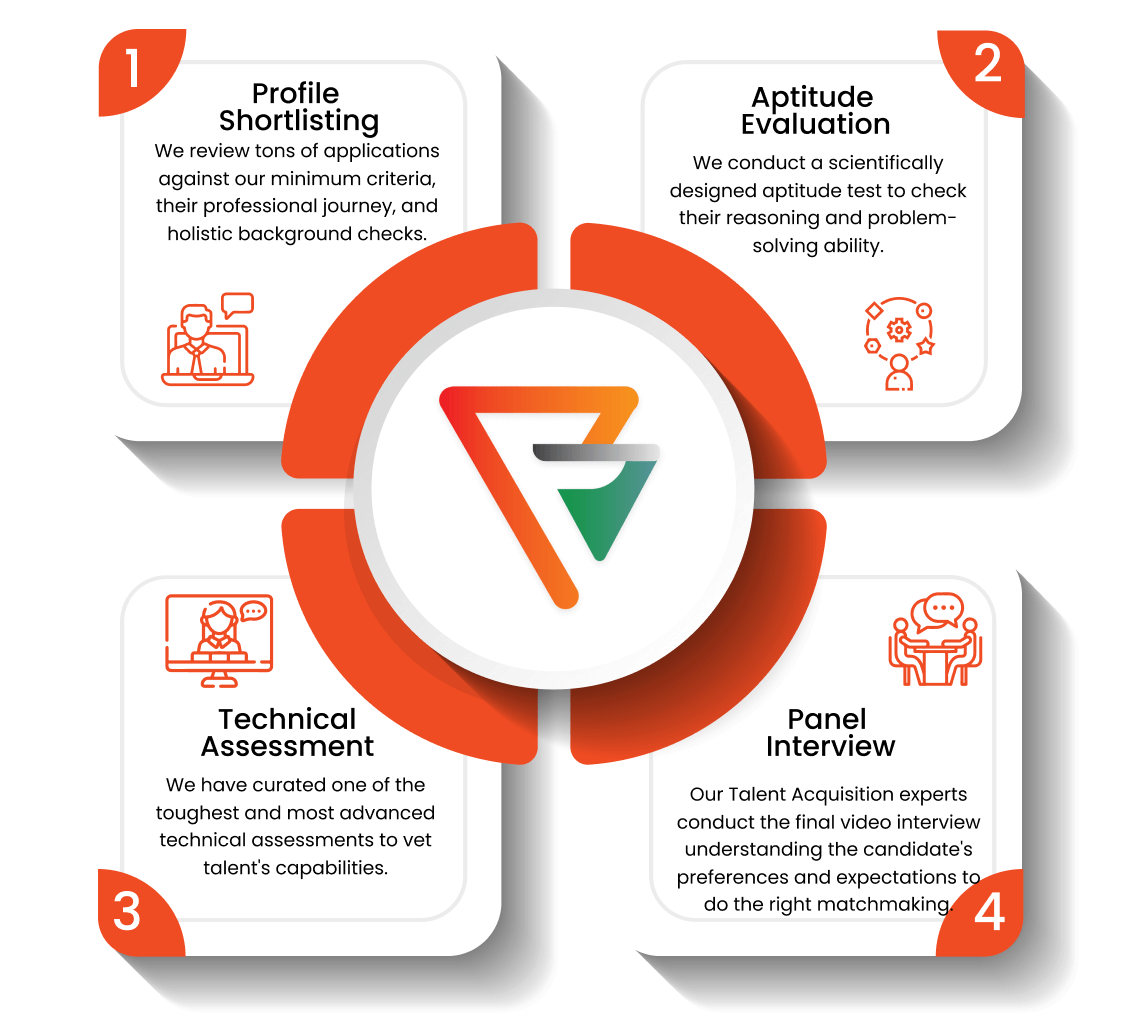 1
Profile
Shortlisting
We review tons of applications
against our minimum criteria,
their professional journey, and
holistic background checks.
2
Aptitude
Evaluation
We conduct a scientifically
designed aptitude test to check
their reasoning and problem-
solving ability.
Technical
Assessment
We have curated one of the
toughest and most advanced
technical assessments to vet
talent's capabilities.
3
Panel
Interview
Our Talent Acquisition experts
conduct the final video interview
understanding the candidate's
preferences and expectations to
do the right matchmaking.
4